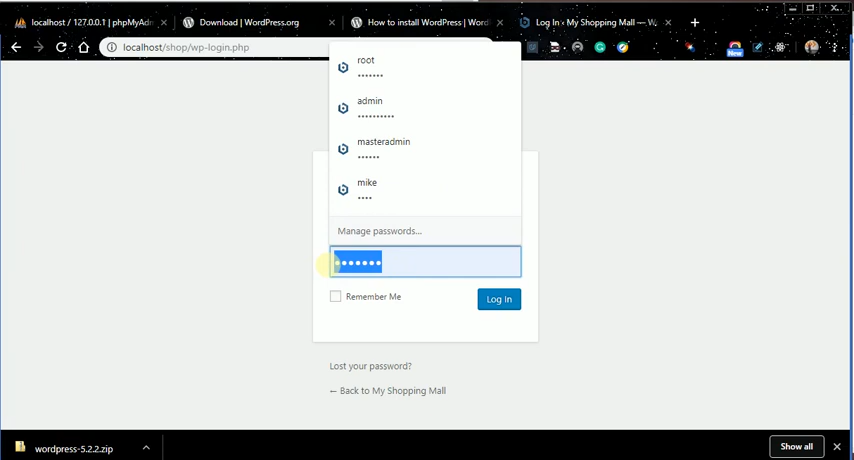 localhost / 127.0.0.1 | phpMyAdm
Download | WordPress.org
How to install WordPress | Word
Log In ‹ My Shopping Mall — W
localhost/shop/wp-login.php
New
root
•••••••
admin
••••••••••
masteradmin
••••••
mike
••••
Manage passwords...
•••••••
Remember Me
Log In
Lost your password?
← Back to My Shopping Mall
wordpress-5.2.2.zip
Show all